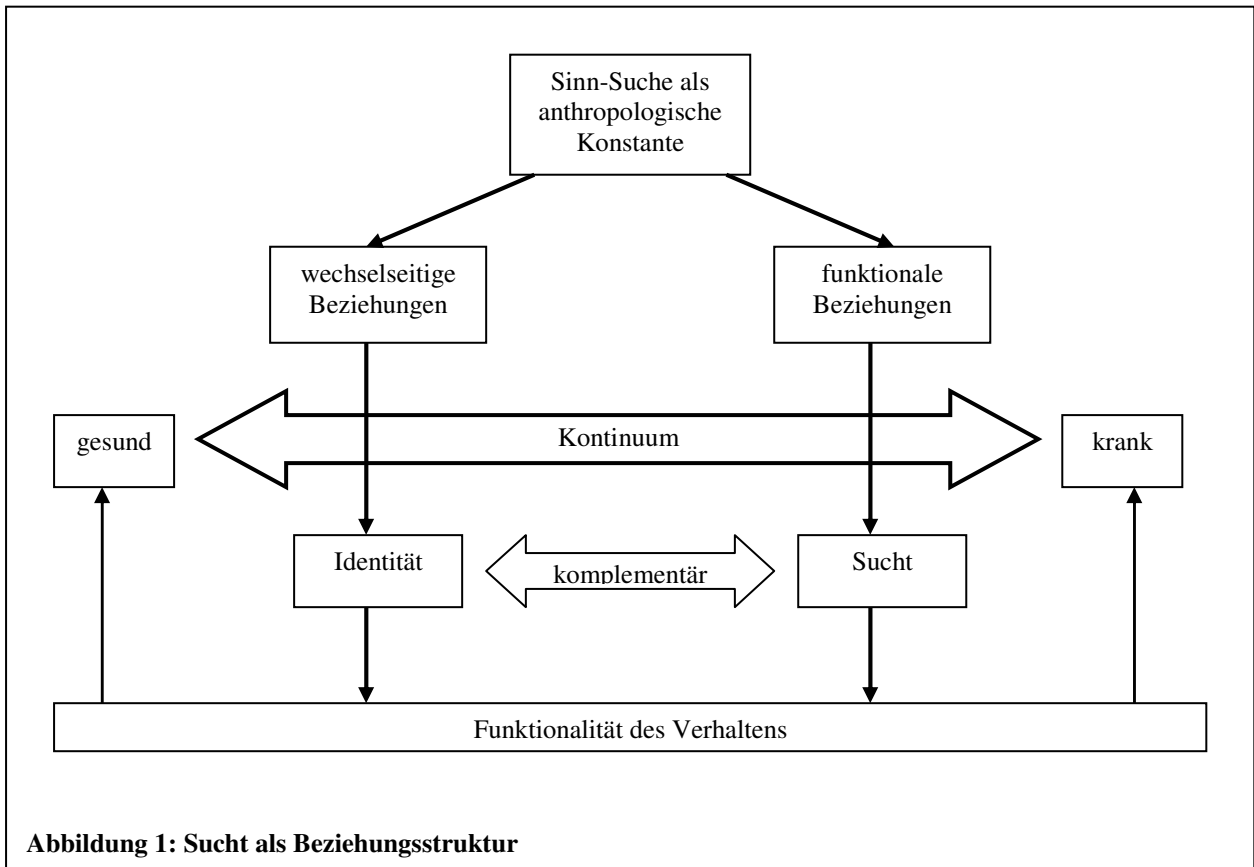 Sinn-Suche als
anthropologische
Konstante
wechselseitige
Beziehungen
funktionale
Beziehungen
gesund
Kontinuum
krank
Identität
komplementär
Sucht
Funktionalität des Verhaltens
Abbildung 1: Sucht als Beziehungsstruktur